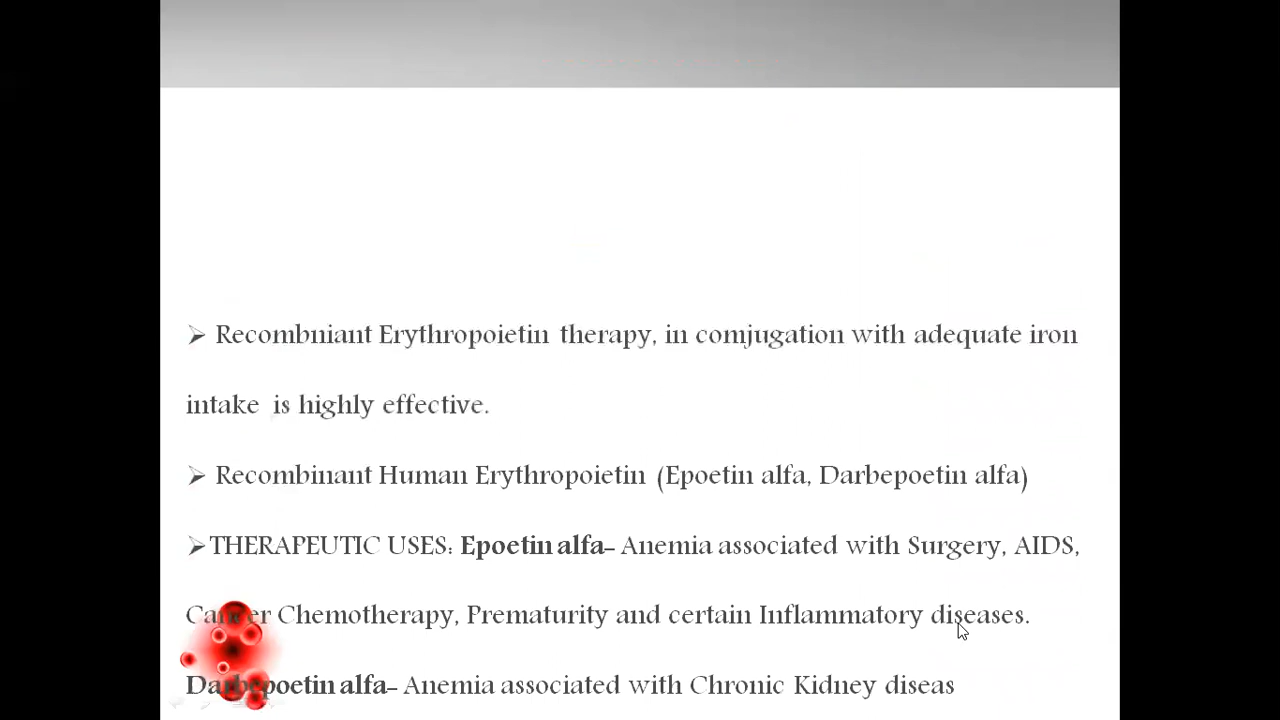 ➢ Recombniant Erythropoietin therapy, in comjugation with adequate iron
intake is highly effective.
➢ Recombinant Human Erythropoietin (Epoetin alfa, Darbepoetin alfa)
➢THERAPEUTIC USES: Epoetin alfa– Anemia associated with Surgery, AIDS,
Cancer Chemotherapy, Prematurity and certain Inflammatory diseases.
Darbepoetin alfa– Anemia associated with Chronic Kidney diseas